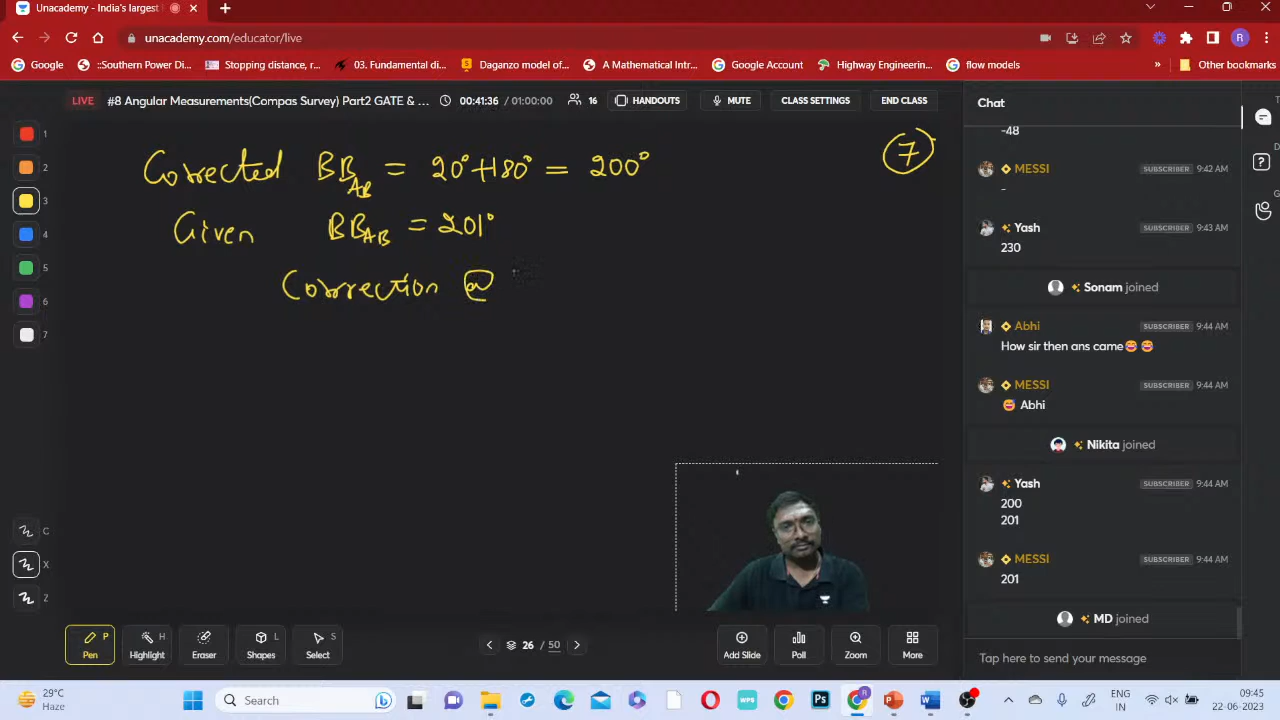 Unacademy - India's largest
unacademy.com/educator/live
Google
::Southern Power Di...
Stopping distance, r...
03. Fundamental di...
Daganzo model of...
A Mathematical Intr...
Google Account
Highway Engineering...
flow models
»
Other bookmarks
LIVE
#8 Angular Measurements(Compas Survey) Part2 GATE & ...
00:41:36 / 01:00:00
16
HANDOUTS
MUTE
CLASS SETTINGS
END CLASS
Chat
1
2
3
4
5
6
7
C
X
Z
Corrected BB_AB = 20° + 180° = 200°
7
Given BB_AB = 201°
Correction @
-48
MESSI SUBSCRIBER 9:42 AM
-
Yash SUBSCRIBER 9:43 AM
230
Sonam joined
Abhi SUBSCRIBER 9:44 AM
How sir then ans came😂😂
MESSI SUBSCRIBER 9:44 AM
😅 Abhi
Nikita joined
Yash SUBSCRIBER 9:44 AM
200
201
MESSI SUBSCRIBER 9:44 AM
201
MD joined
Tap here to send your message
P
Pen
H
Highlight
Eraser
L
Shapes
S
Select
26 / 50
Add Slide
Poll
Zoom
More
29°C
Haze
Search
ENG
IN
09:45
22-06-2023